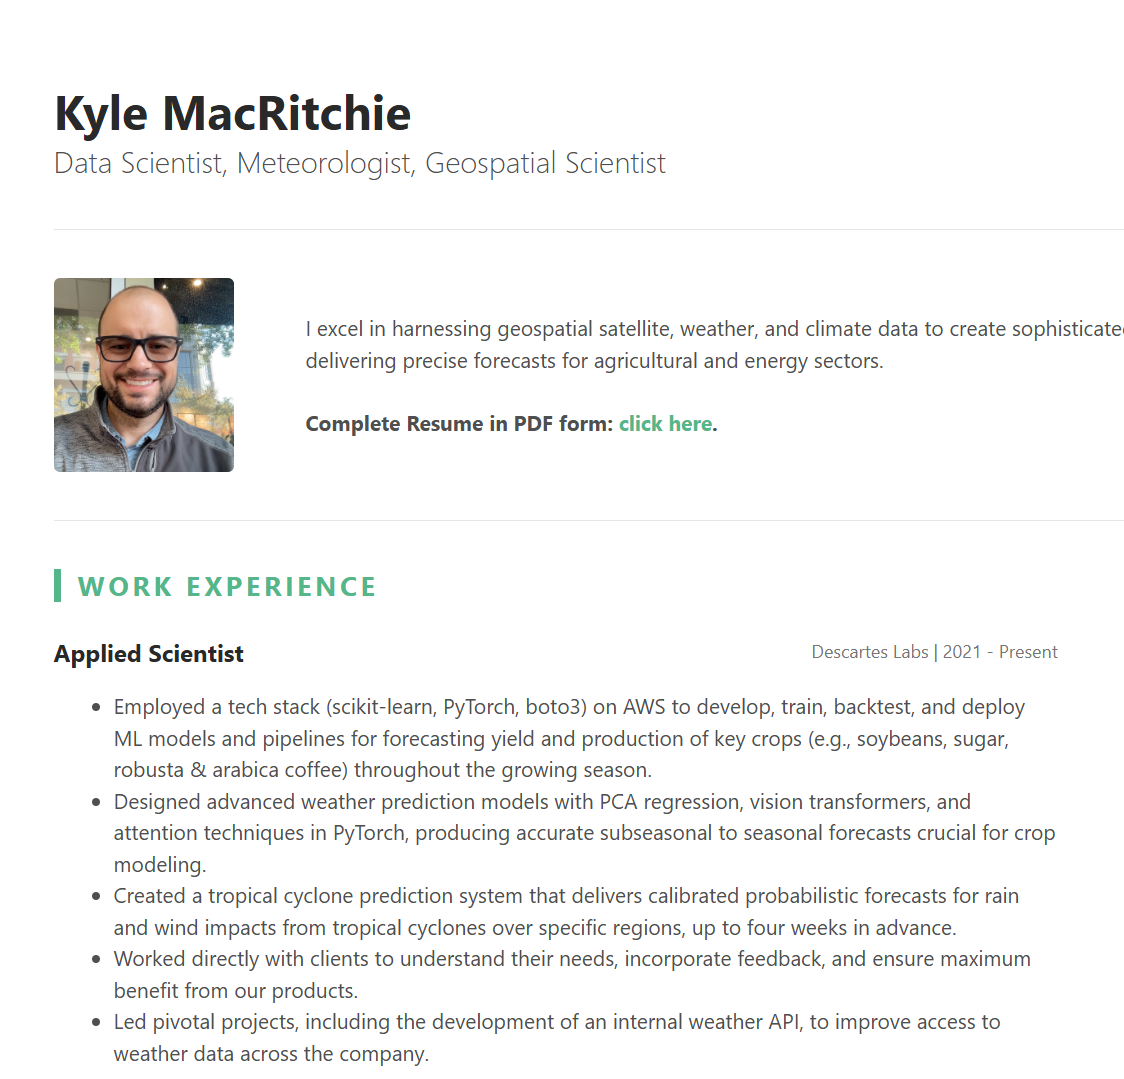 Kyle MacRitchie
Data Scientist, Meteorologist, Geospatial Scientist
I excel in harnessing geospatial satellite, weather, and climate data to create sophisticated
delivering precise forecasts for agricultural and energy sectors.
Complete Resume in PDF form: click here.
WORK EXPERIENCE
Applied Scientist
Descartes Labs | 2021 - Present
• Employed a tech stack (scikit-learn, PyTorch, boto3) on AWS to develop, train, backtest, and deploy
ML models and pipelines for forecasting yield and production of key crops (e.g., soybeans, sugar,
robusta & arabica coffee) throughout the growing season.
• Designed advanced weather prediction models with PCA regression, vision transformers, and
attention techniques in PyTorch, producing accurate subseasonal to seasonal forecasts crucial for crop
modeling.
• Created a tropical cyclone prediction system that delivers calibrated probabilistic forecasts for rain
and wind impacts from tropical cyclones over specific regions, up to four weeks in advance.
• Worked directly with clients to understand their needs, incorporate feedback, and ensure maximum
benefit from our products.
• Led pivotal projects, including the development of an internal weather API, to improve access to
weather data across the company.